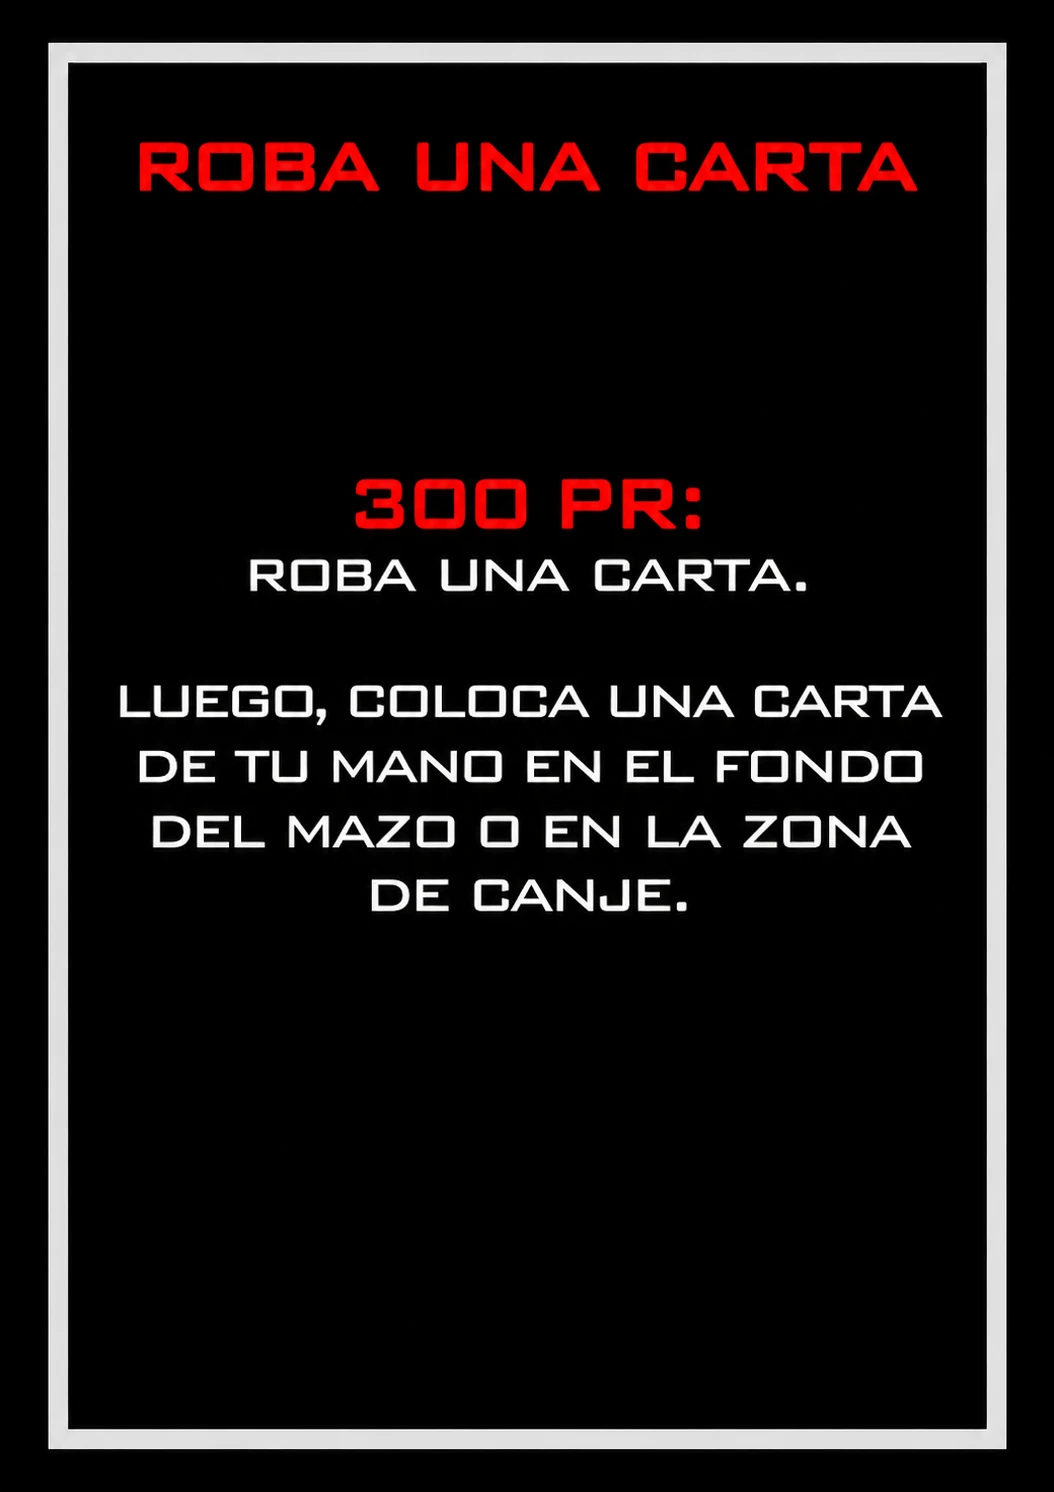 ROBA UNA CARTA
300 PR:
ROBA UNA CARTA.
LUEGO, COLOCA UNA CARTA
DE TU MANO EN EL FONDO
DEL MAZO O EN LA ZONA
DE CANJE.